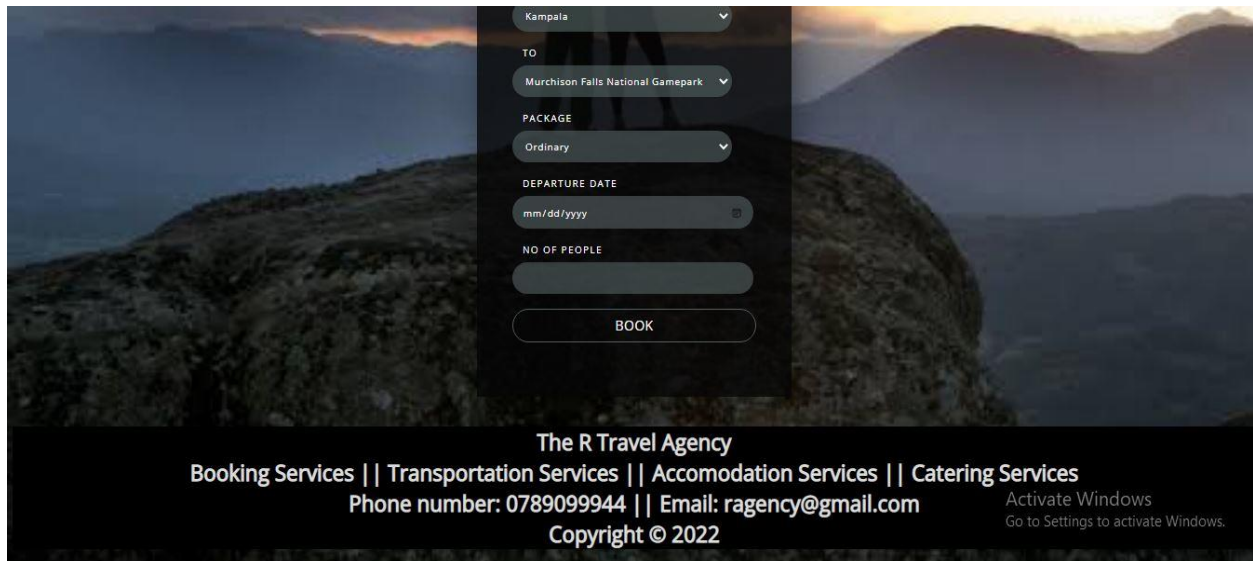 Kampala
TO
Murchison Falls National Gamepark
PACKAGE
Ordinary
DEPARTURE DATE
mm/dd/yyyy
NO OF PEOPLE
BOOK
The R Travel Agency
Booking Services || Transportation Services || Accomodation Services || Catering Services
Phone number: 0789099944 || Email: ragency@gmail.com
Copyright © 2022
Activate Windows
Go to Settings to activate Windows.